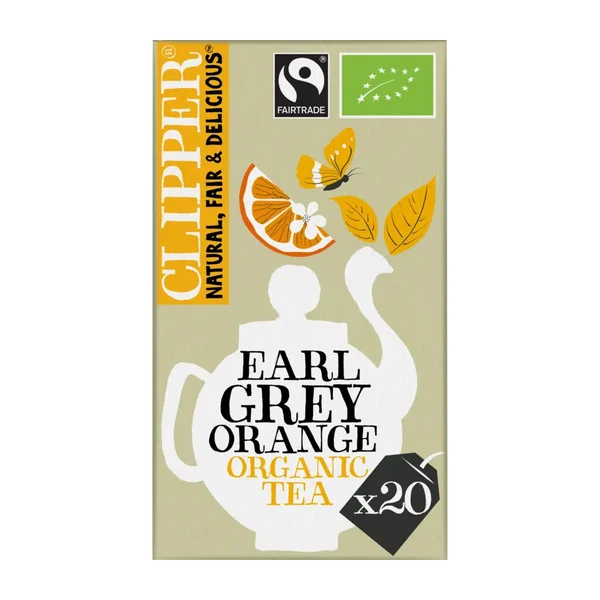 CLIPPER®
NATURAL, FAIR & DELICIOUS®
®
FAIRTRADE
EARL
GREY
ORANGE
ORGANIC
TEA
x20